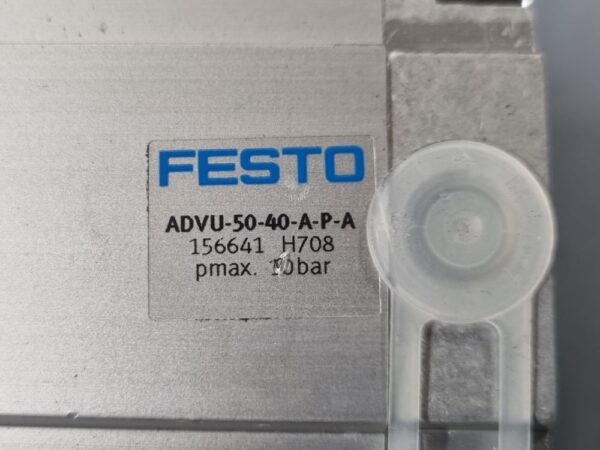 FESTO
ADVU-50-40-A-P-A
156641 H708
pmax. 10bar